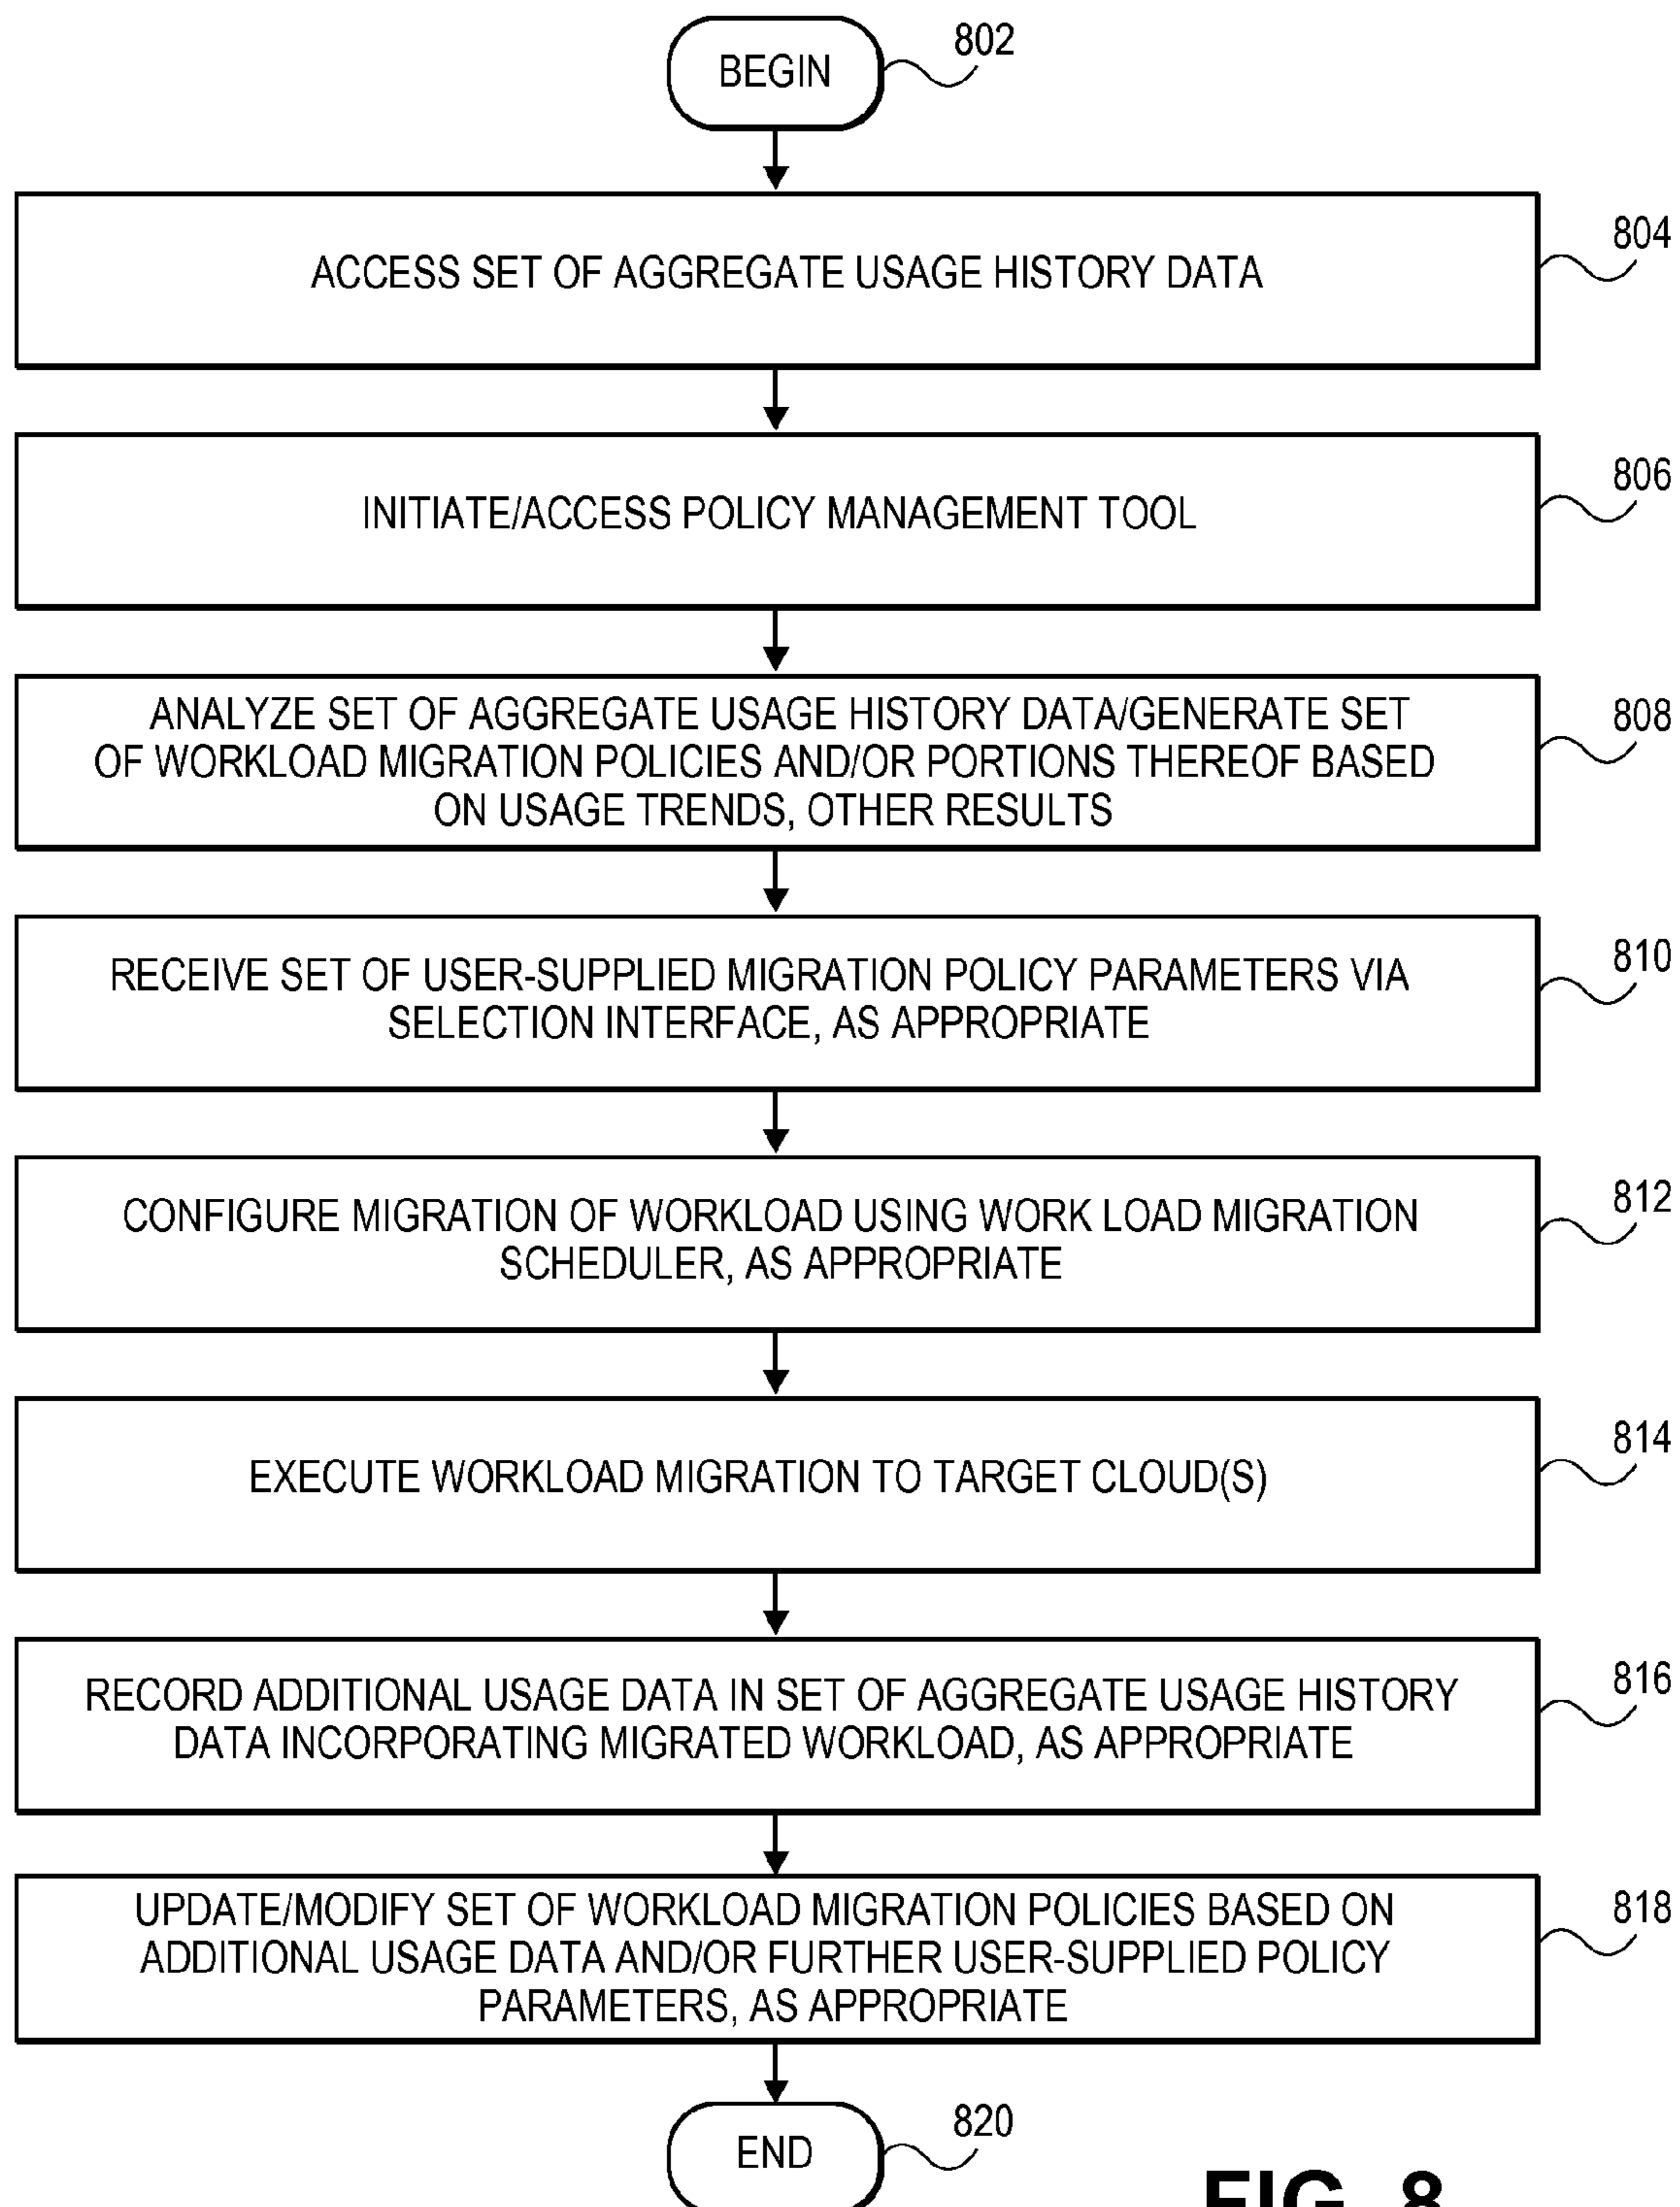 BEGIN
802
ACCESS SET OF AGGREGATE USAGE HISTORY DATA
804
INITIATE/ACCESS POLICY MANAGEMENT TOOL
806
ANALYZE SET OF AGGREGATE USAGE HISTORY DATA/GENERATE SET
OF WORKLOAD MIGRATION POLICIES AND/OR PORTIONS THEREOF BASED
ON USAGE TRENDS, OTHER RESULTS
808
RECEIVE SET OF USER-SUPPLIED MIGRATION POLICY PARAMETERS VIA
SELECTION INTERFACE, AS APPROPRIATE
810
CONFIGURE MIGRATION OF WORKLOAD USING WORK LOAD MIGRATION
SCHEDULER, AS APPROPRIATE
812
EXECUTE WORKLOAD MIGRATION TO TARGET CLOUD(S)
814
RECORD ADDITIONAL USAGE DATA IN SET OF AGGREGATE USAGE HISTORY
DATA INCORPORATING MIGRATED WORKLOAD, AS APPROPRIATE
816
UPDATE/MODIFY SET OF WORKLOAD MIGRATION POLICIES BASED ON
ADDITIONAL USAGE DATA AND/OR FURTHER USER-SUPPLIED POLICY
PARAMETERS, AS APPROPRIATE
818
END
820
FIG. 8